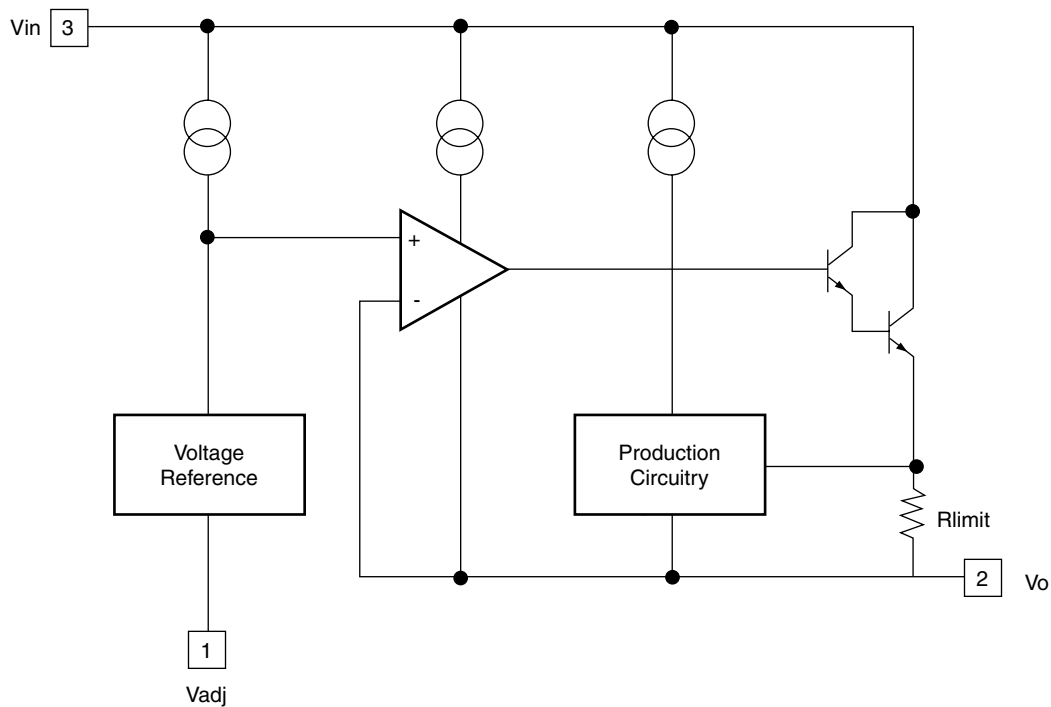 Vin 3
+
-
Voltage
Reference
Production
Circuitry
Rlimit
2 Vo
1
Vadj